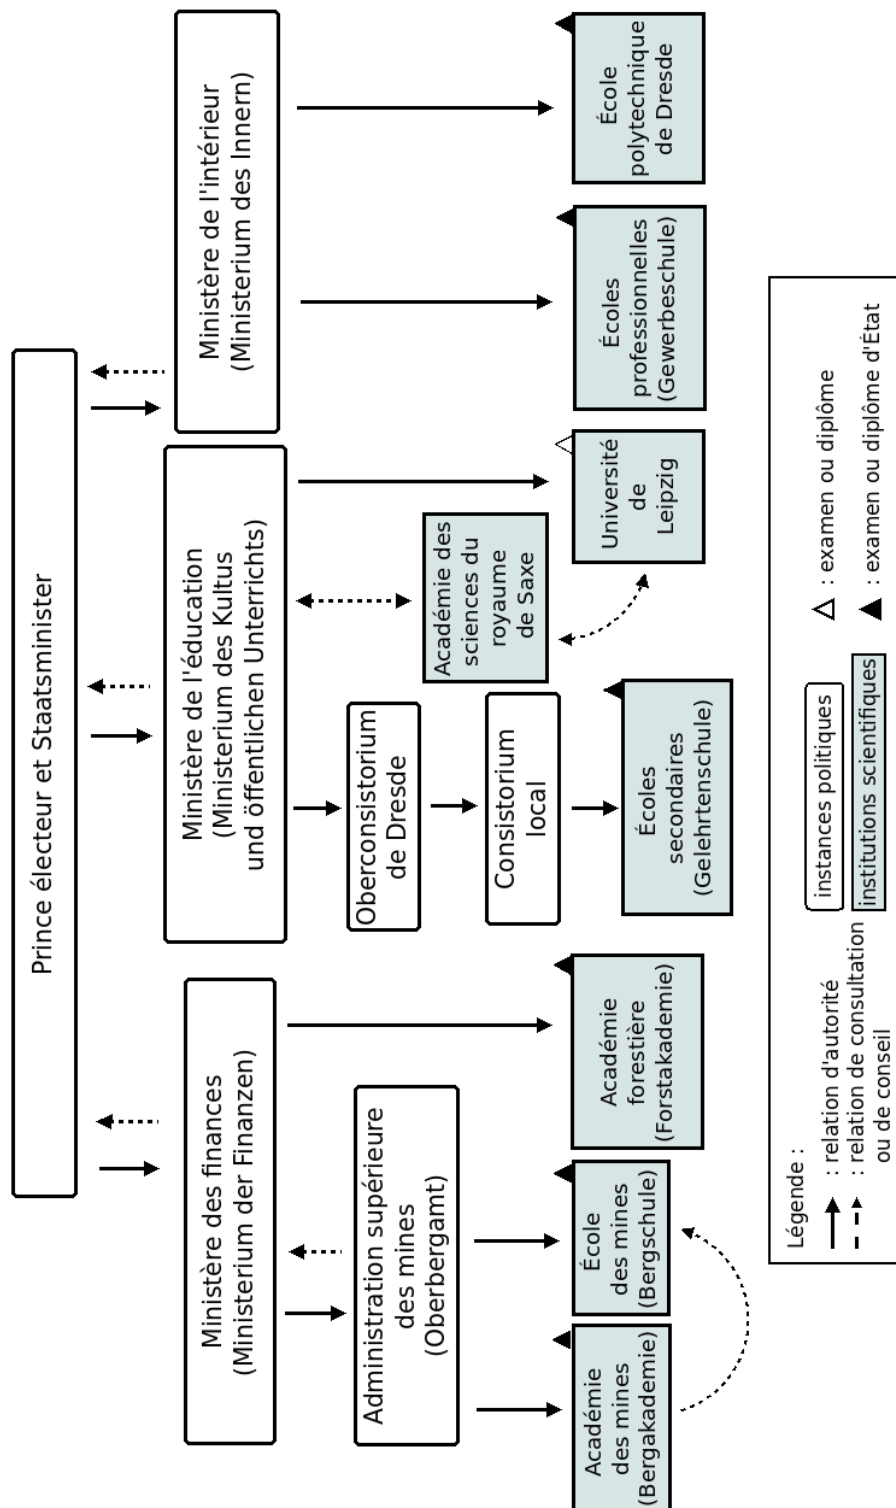 Prince électeur et Staatsminister
Ministère des finances
(Ministerium der Finanzen)
Ministère de l'éducation
(Ministerium des Kultus
und öffentlichen Unterrichts)
Ministère de l'intérieur
(Ministerium des Innern)
Administration supérieure
des mines
(Oberbergamt)
Oberconsistorium
de Dresde
Consistorium
local
Académie des
sciences du
royaume
de Saxe
Académie
des mines
(Bergakademie)
École
des mines
(Bergschule)
Académie
forestière
(Forstakademie)
Écoles
secondaires
(Gelehrtenschule)
Université
de
Leipzig
Écoles
professionnelles
(Gewerbeschule)
École
polytechnique
de Dresde
Légende :
: relation d'autorité
: relation de consultation
ou de conseil
instances politiques
institutions scientifiques
: examen ou diplôme
: examen ou diplôme d'État